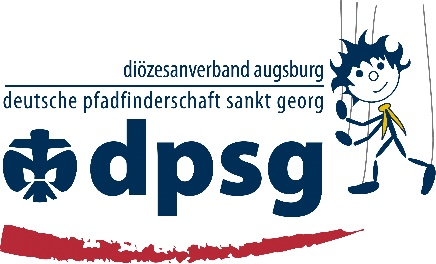 diözesanverband augsburg
deutsche pfadfinderschaft sankt georg
dpsg